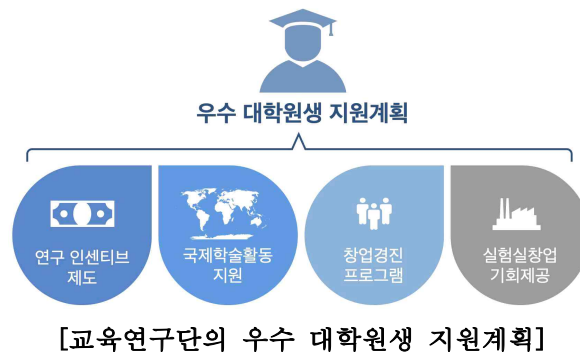 우수 대학원생 지원계획
연구 인센티브
제도
국제학술활동
지원
창업경진
프로그램
실험실창업
기회제공
[교육연구단의 우수 대학원생 지원계획]